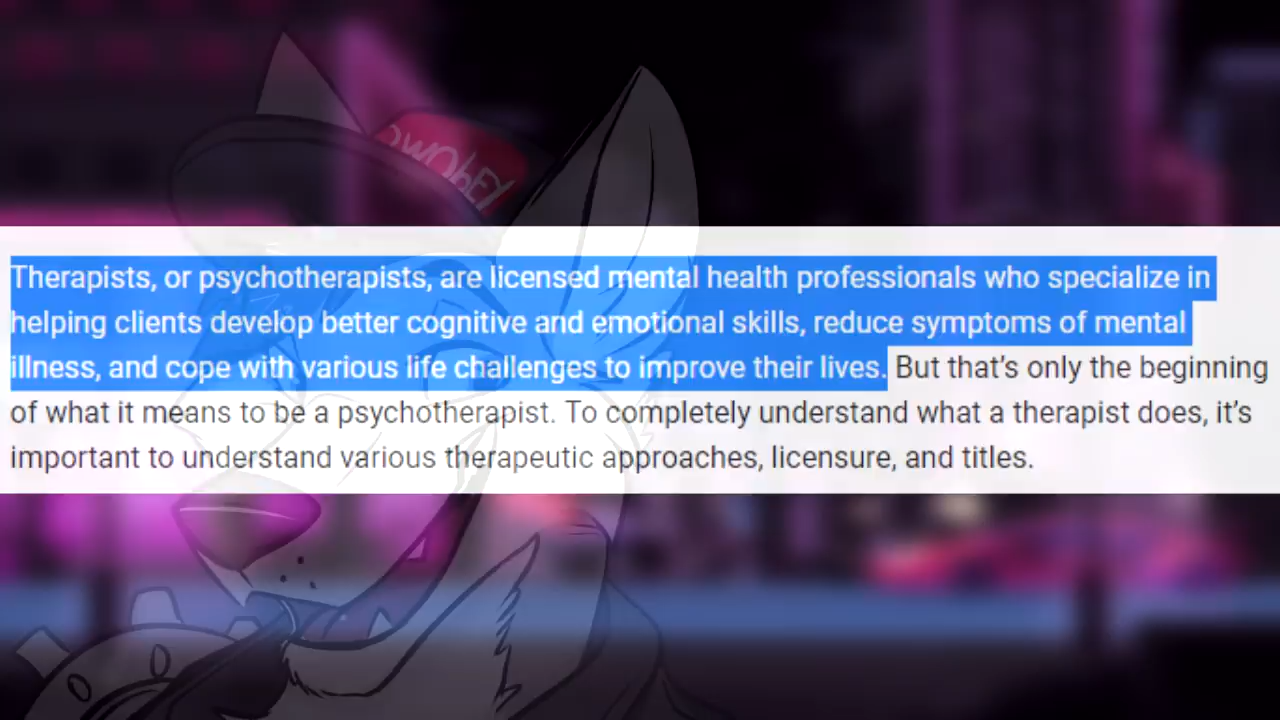 OwObEY
Therapists, or psychotherapists, are licensed mental health professionals who specialize in
helping clients develop better cognitive and emotional skills, reduce symptoms of mental
illness, and cope with various life challenges to improve their lives. But that’s only the beginning
of what it means to be a psychotherapist. To completely understand what a therapist does, it’s
important to understand various therapeutic approaches, licensure, and titles.